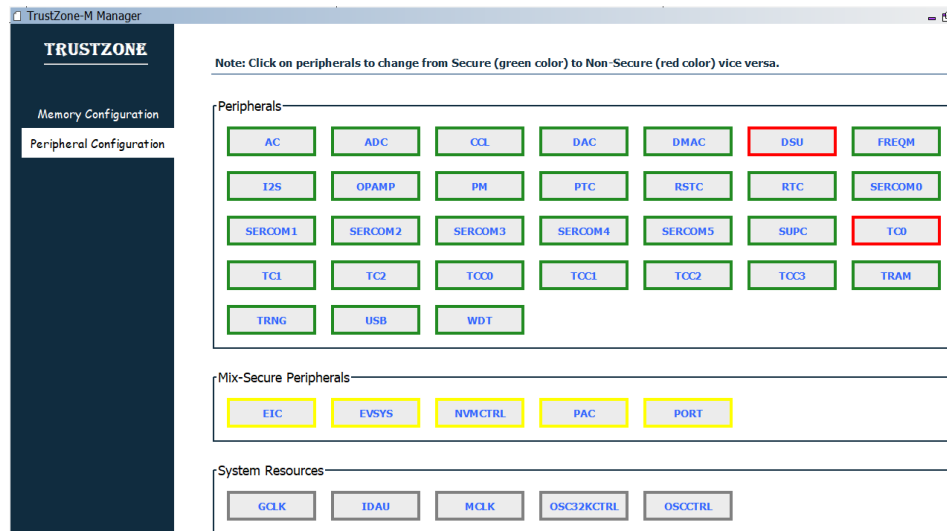 TrustZone-M Manager
TRUSTZONE
Memory Configuration
Peripheral Configuration
Note: Click on peripherals to change from Secure (green color) to Non-Secure (red color) vice versa.
Peripherals
AC ADC CCL DAC DMAC DSU FREQM
I2S OPAMP PM PTC RSTC RTC SERCOM0
SERCOM1 SERCOM2 SERCOM3 SERCOM4 SERCOM5 SUPC TC0
TC1 TC2 TCC0 TCC1 TCC2 TCC3 TRAM
TRNG USB WDT
Mix-Secure Peripherals
EIC EVSYS NVMCTRL PAC PORT
System Resources
GCLK IDAU MCLK OSC32KCTRL OSCCTRL